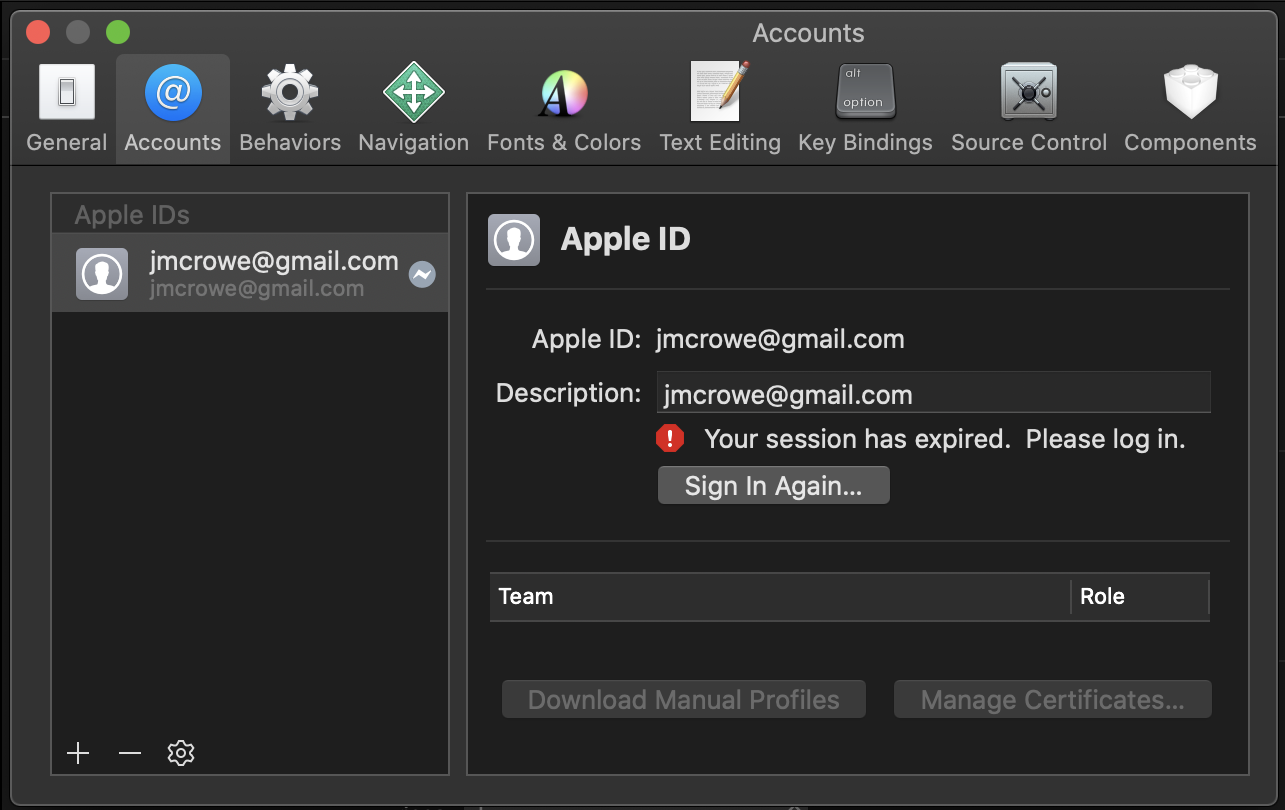 Accounts
General
Accounts
Behaviors
Navigation
Fonts & Colors
Text Editing
alt
option
Key Bindings
Source Control
Components
Apple IDs
jmcrowe@gmail.com
jmcrowe@gmail.com
Apple ID
Apple ID: jmcrowe@gmail.com
Description: jmcrowe@gmail.com
Your session has expired.  Please log in.
Sign In Again...
Team Role
Download Manual Profiles Manage Certificates...